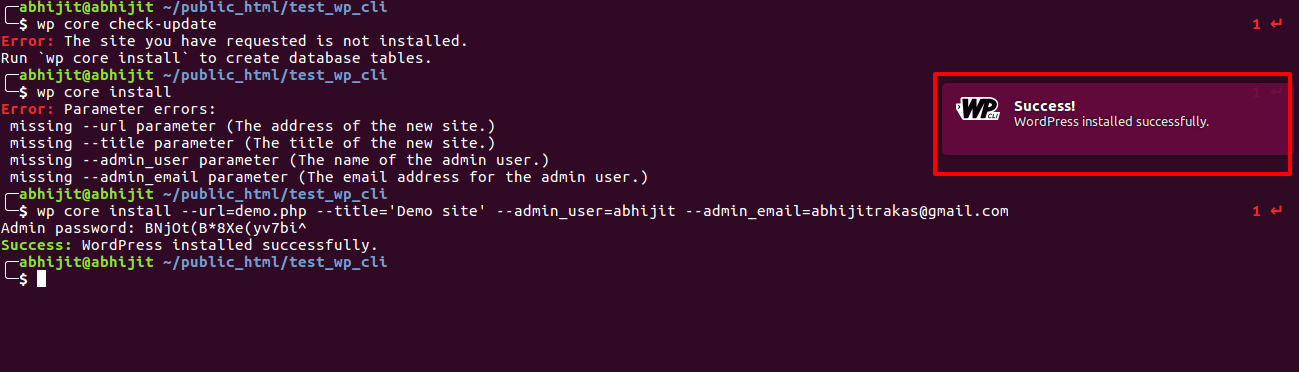 abhijit@abhijit ~/public_html/test_wp_cli
$ wp core check-update 1 ↵
Error: The site you have requested is not installed.
Run `wp core install` to create database tables.
abhijit@abhijit ~/public_html/test_wp_cli
$ wp core install 1 ↵
Error: Parameter errors:
missing --url parameter (The address of the new site.)
missing --title parameter (The title of the new site.)
missing --admin_user parameter (The name of the admin user.)
missing --admin_email parameter (The email address for the admin user.)
abhijit@abhijit ~/public_html/test_wp_cli
$ wp core install --url=demo.php --title='Demo site' --admin_user=abhijit --admin_email=abhijitrakas@gmail.com 1 ↵
Admin password: BNjOt(B*8Xe(yv7bi^
Success: WordPress installed successfully.
abhijit@abhijit ~/public_html/test_wp_cli
$
WP
CLI
Success!
WordPress installed successfully.